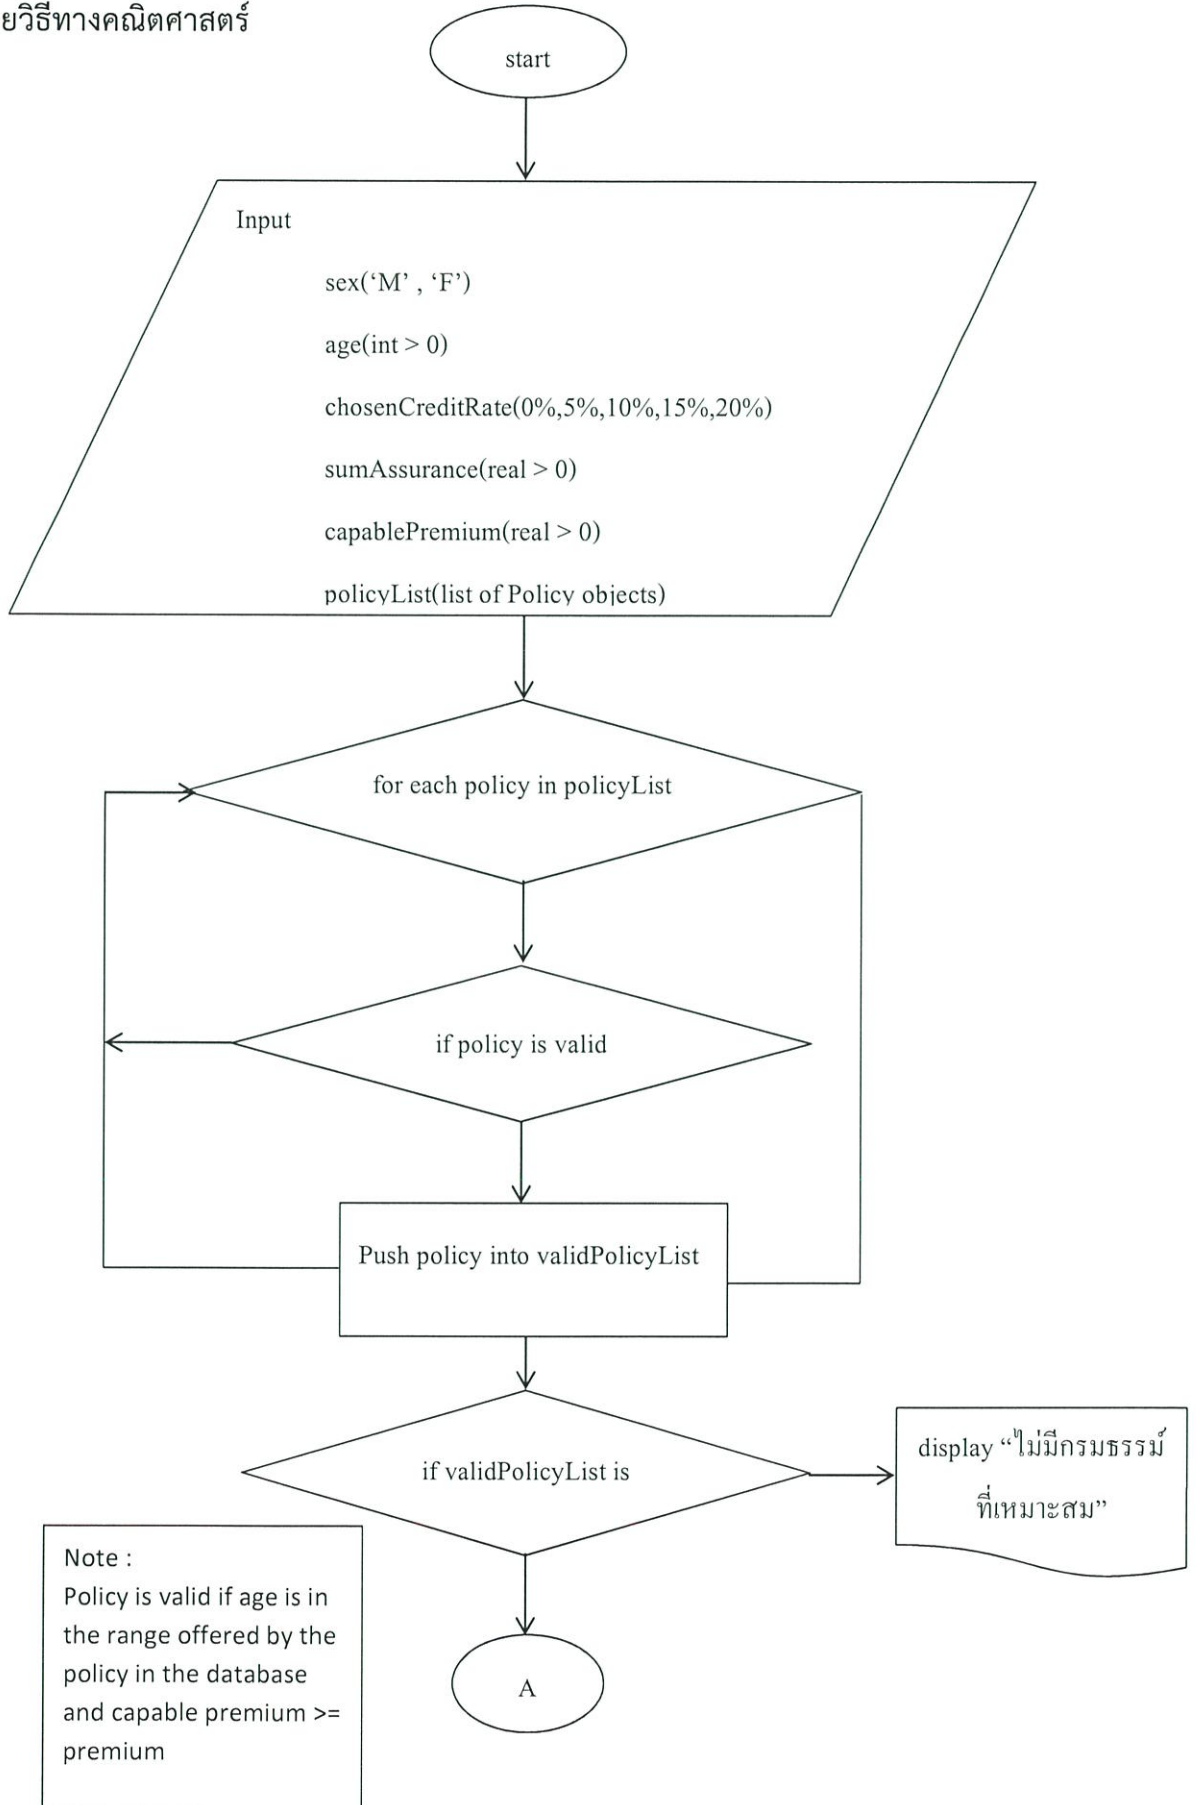 ยวิธีทางคณิตศาสตร์
start
Input
sex(‘M’ , ‘F’)
age(int > 0)
chosenCreditRate(0%,5%,10%,15%,20%)
sumAssurance(real > 0)
capablePremium(real > 0)
policyList(list of Policy objects)
for each policy in policyList
if policy is valid
Push policy into validPolicyList
if validPolicyList is
display “ไม่มีกรมธรรม์
ที่เหมาะสม”
Note :
Policy is valid if age is in
the range offered by the
policy in the database
and capable premium >=
premium
A